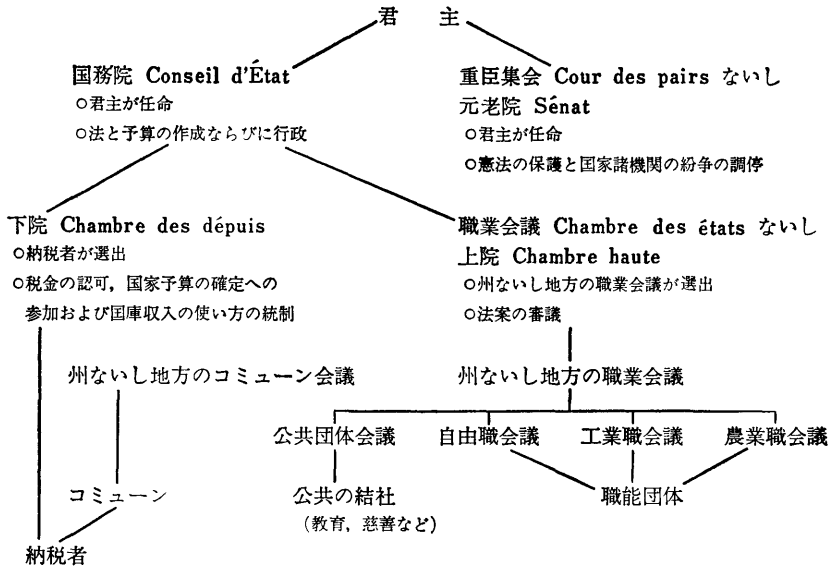 君　主
国務院 Conseil d'État
○君主が任命
○法と予算の作成ならびに行政
重臣集会 Cour des pairs ないし
元老院 Sénat
○君主が任命
○憲法の保護と国家諸機関の紛争の調停
下院 Chambre des dépuis
○納税者が選出
○税金の認可，国家予算の確定への
参加および国庫収入の使い方の統制
職業会議 Chambre des états ないし
上院 Chambre haute
○州ないし地方の職業会議が選出
○法案の審議
州ないし地方のコミューン会議
州ないし地方の職業会議
公共団体会議
自由職会議
工業職会議
農業職会議
コミューン
公共の結社
（教育，慈善など）
職能団体
納税者